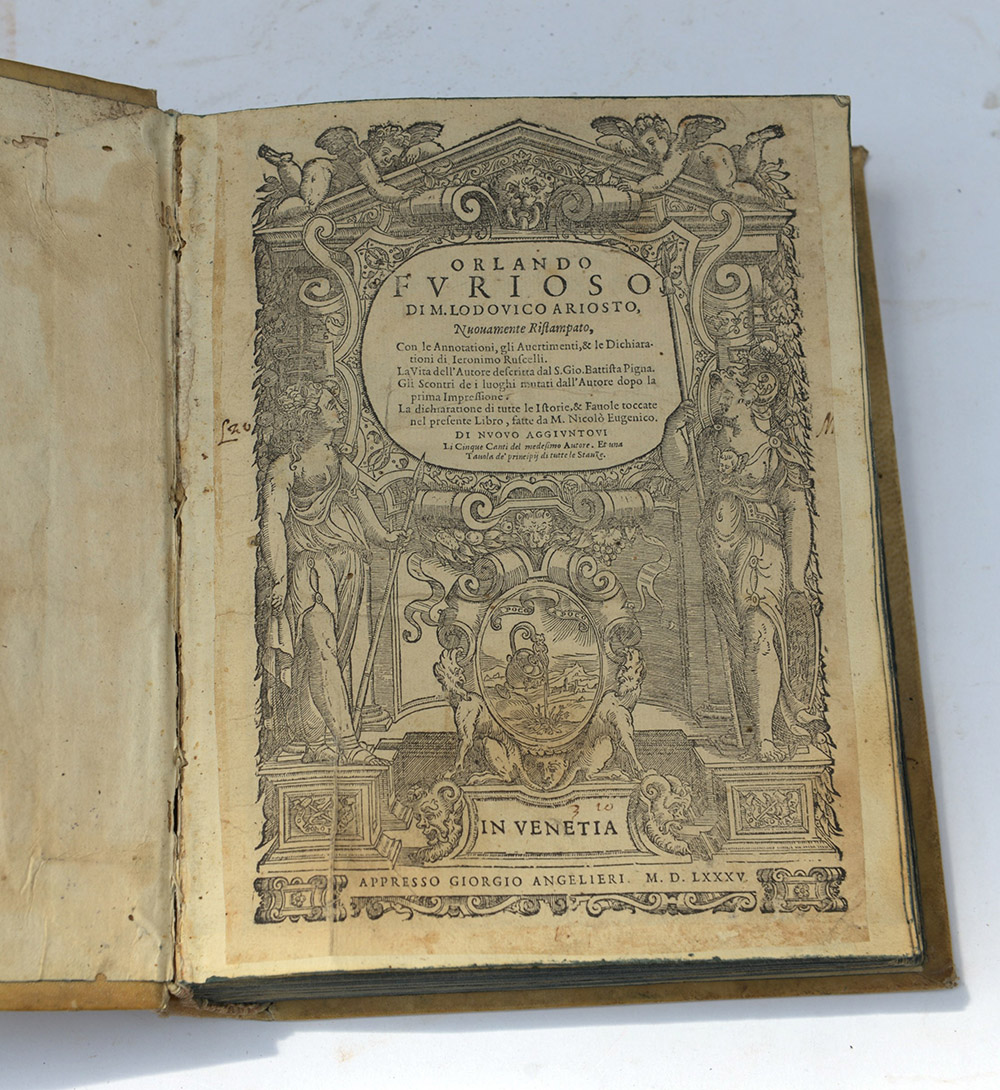 ORLANDO
FVRIOSO
DI M. LODOVICO ARIOSTO,
Nuouamente Riſtampato,
Con le Annotationi, gli Auertimenti, & le Dichiara-
tioni di Ieronimo Ruſcelli.
La Vita dell'Autore deſcritta dal S. Gio. Battiſta Pigna.
Gli Scontri de i luoghi mutati dall'Autore dopo la
prima Impreſſione.
La dichiaratione di tutte le Iſtorie, & Fauole toccate
nel preſente Libro, fatte da M. Nicolò Eugenico.
DI NVOVO AGGIVNTOVI
Li Cinque Canti del medeſimo Autore. Et una
Tauola de' principij di tutte le Stanze.
POCO A POCO
IN VENETIA
APPRESSO GIORGIO ANGELIERI. M. D. LXXXV.